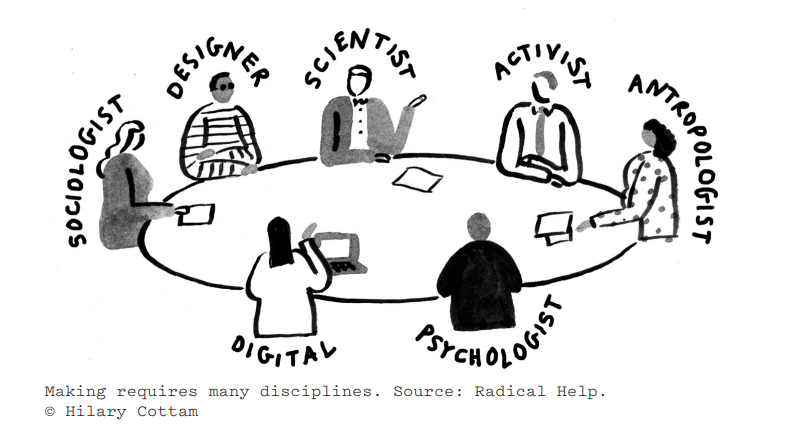 SOCIOLOGIST
DESIGNER
SCIENTIST
ACTIVIST
ANTROPOLOGIST
DIGITAL
PSYCHOLOGIST
Making requires many disciplines. Source: Radical Help.
© Hilary Cottam